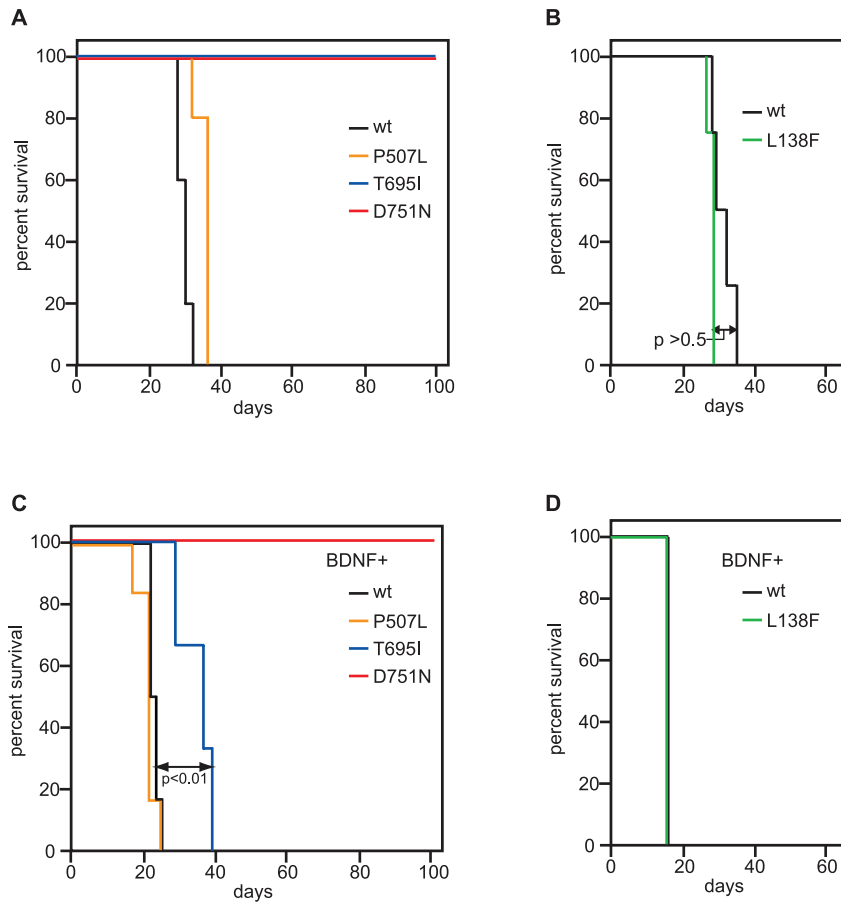 A
percent survival
100
80
60
40
20
0
0 20 40 60 80 100
days
wt
P507L
T695I
D751N
B
percent survival
100
80
60
40
20
0
0 20 40 60
days
wt
L138F
p >0.5
C
percent survival
100
80
60
40
20
0
0 20 40 60 80 100
days
BDNF+
wt
P507L
T695I
D751N
p<0.01
D
percent survival
100
80
60
40
20
0
0 20 40 60
days
BDNF+
wt
L138F